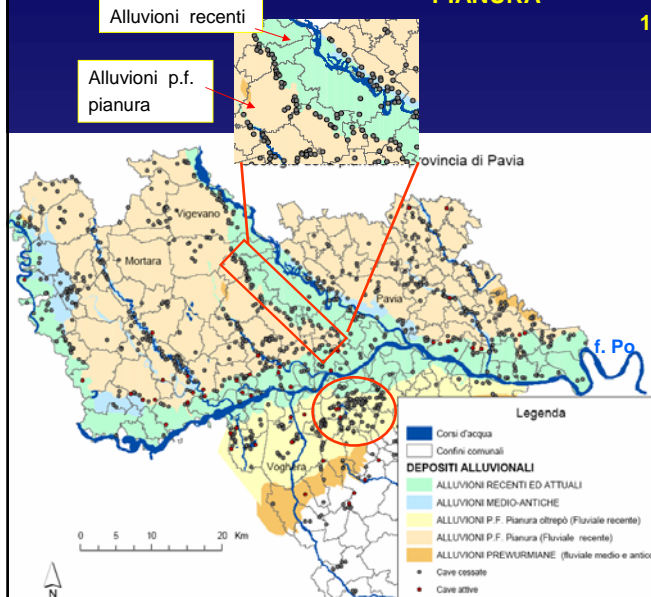 PIANURA
1
Alluvioni recenti
Alluvioni p.f.
pianura
rovincia di Pavia
Vigevano
Mortara
Pavia
f. Po
Voghera
0 5 10 20 Km
N
Legenda
Corsi d'acqua
Confini comunali
DEPOSITI ALLUVIONALI
ALLUVIONI RECENTI ED ATTUALI
ALLUVIONI MEDIO-ANTICHE
ALLUVIONI P.F. Pianura oltrepò (Fluviale recente)
ALLUVIONI P.F. Pianura (Fluviale recente)
ALLUVIONI PREWURMIANE (fluviale medio e antico
Cave cessate
Cave attive